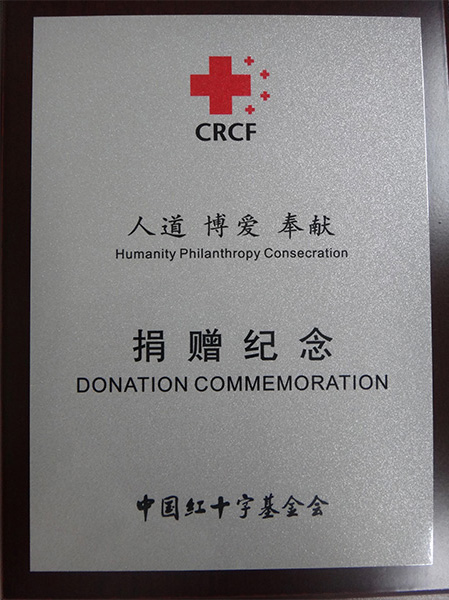 CRCF
人道 博爱 奉献
Humanity Philanthropy Consecration
捐赠纪念
DONATION COMMEMORATION
中国红十字基金会